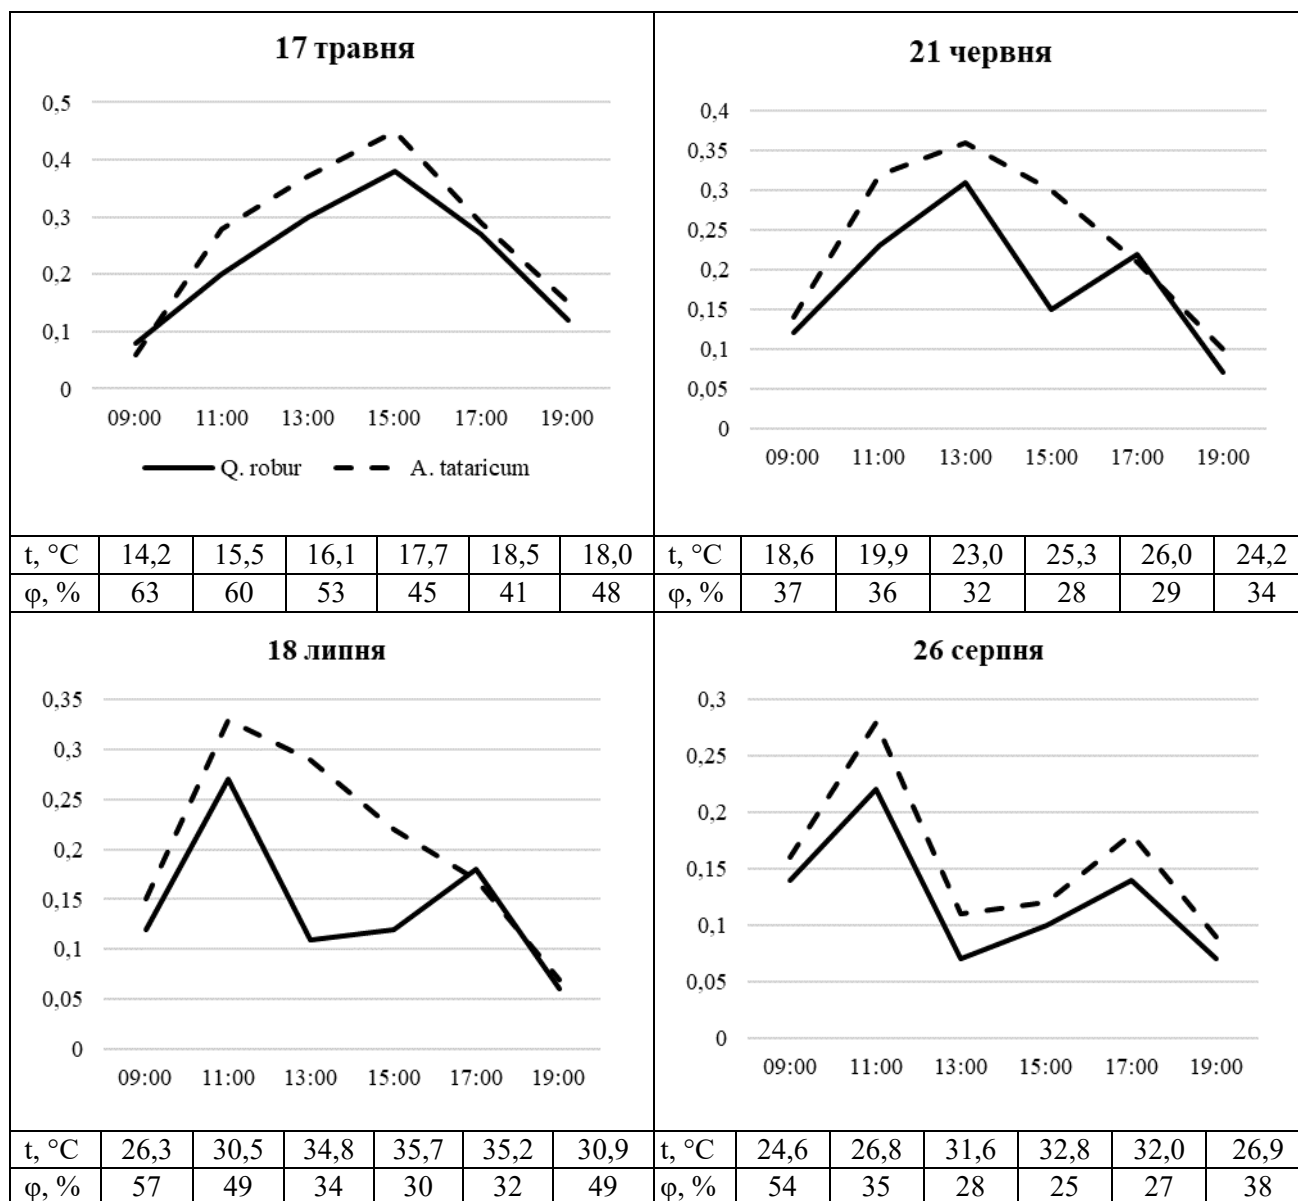 17 травня
0,5
0,4
0,3
0,2
0,1
0
09:00 11:00 13:00 15:00 17:00 19:00
Q. robur A. tataricum
t, °C 14,2 15,5 16,1 17,7 18,5 18,0
φ, % 63 60 53 45 41 48
21 червня
0,4
0,35
0,3
0,25
0,2
0,15
0,1
0,05
0
09:00 11:00 13:00 15:00 17:00 19:00
t, °C 18,6 19,9 23,0 25,3 26,0 24,2
φ, % 37 36 32 28 29 34
18 липня
0,35
0,3
0,25
0,2
0,15
0,1
0,05
0
09:00 11:00 13:00 15:00 17:00 19:00
t, °C 26,3 30,5 34,8 35,7 35,2 30,9
φ, % 57 49 34 30 32 49
26 серпня
0,3
0,25
0,2
0,15
0,1
0,05
0
09:00 11:00 13:00 15:00 17:00 19:00
t, °C 24,6 26,8 31,6 32,8 32,0 26,9
φ, % 54 35 28 25 27 38